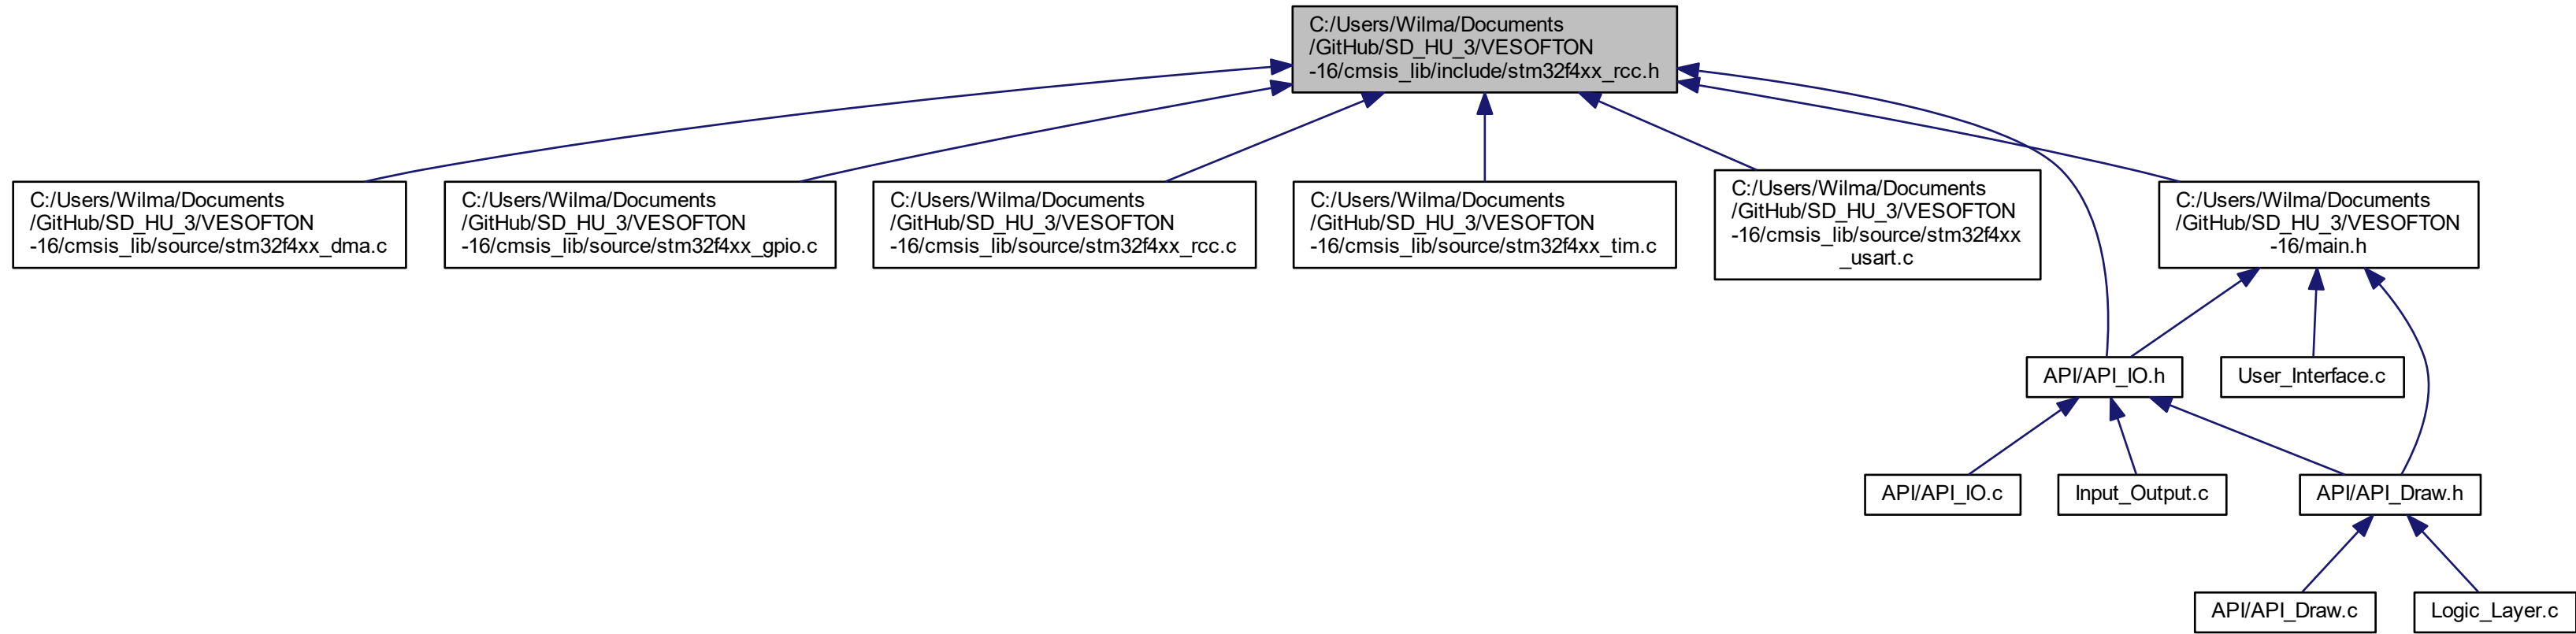 C:/Users/Wilma/Documents
/GitHub/SD_HU_3/VESOFTON
-16/cmsis_lib/include/stm32f4xx_rcc.h
C:/Users/Wilma/Documents
/GitHub/SD_HU_3/VESOFTON
-16/cmsis_lib/source/stm32f4xx_dma.c
C:/Users/Wilma/Documents
/GitHub/SD_HU_3/VESOFTON
-16/cmsis_lib/source/stm32f4xx_gpio.c
C:/Users/Wilma/Documents
/GitHub/SD_HU_3/VESOFTON
-16/cmsis_lib/source/stm32f4xx_rcc.c
C:/Users/Wilma/Documents
/GitHub/SD_HU_3/VESOFTON
-16/cmsis_lib/source/stm32f4xx_tim.c
C:/Users/Wilma/Documents
/GitHub/SD_HU_3/VESOFTON
-16/cmsis_lib/source/stm32f4xx
_usart.c
C:/Users/Wilma/Documents
/GitHub/SD_HU_3/VESOFTON
-16/main.h
API/API_IO.h
User_Interface.c
API/API_IO.c
Input_Output.c
API/API_Draw.h
API/API_Draw.c
Logic_Layer.c